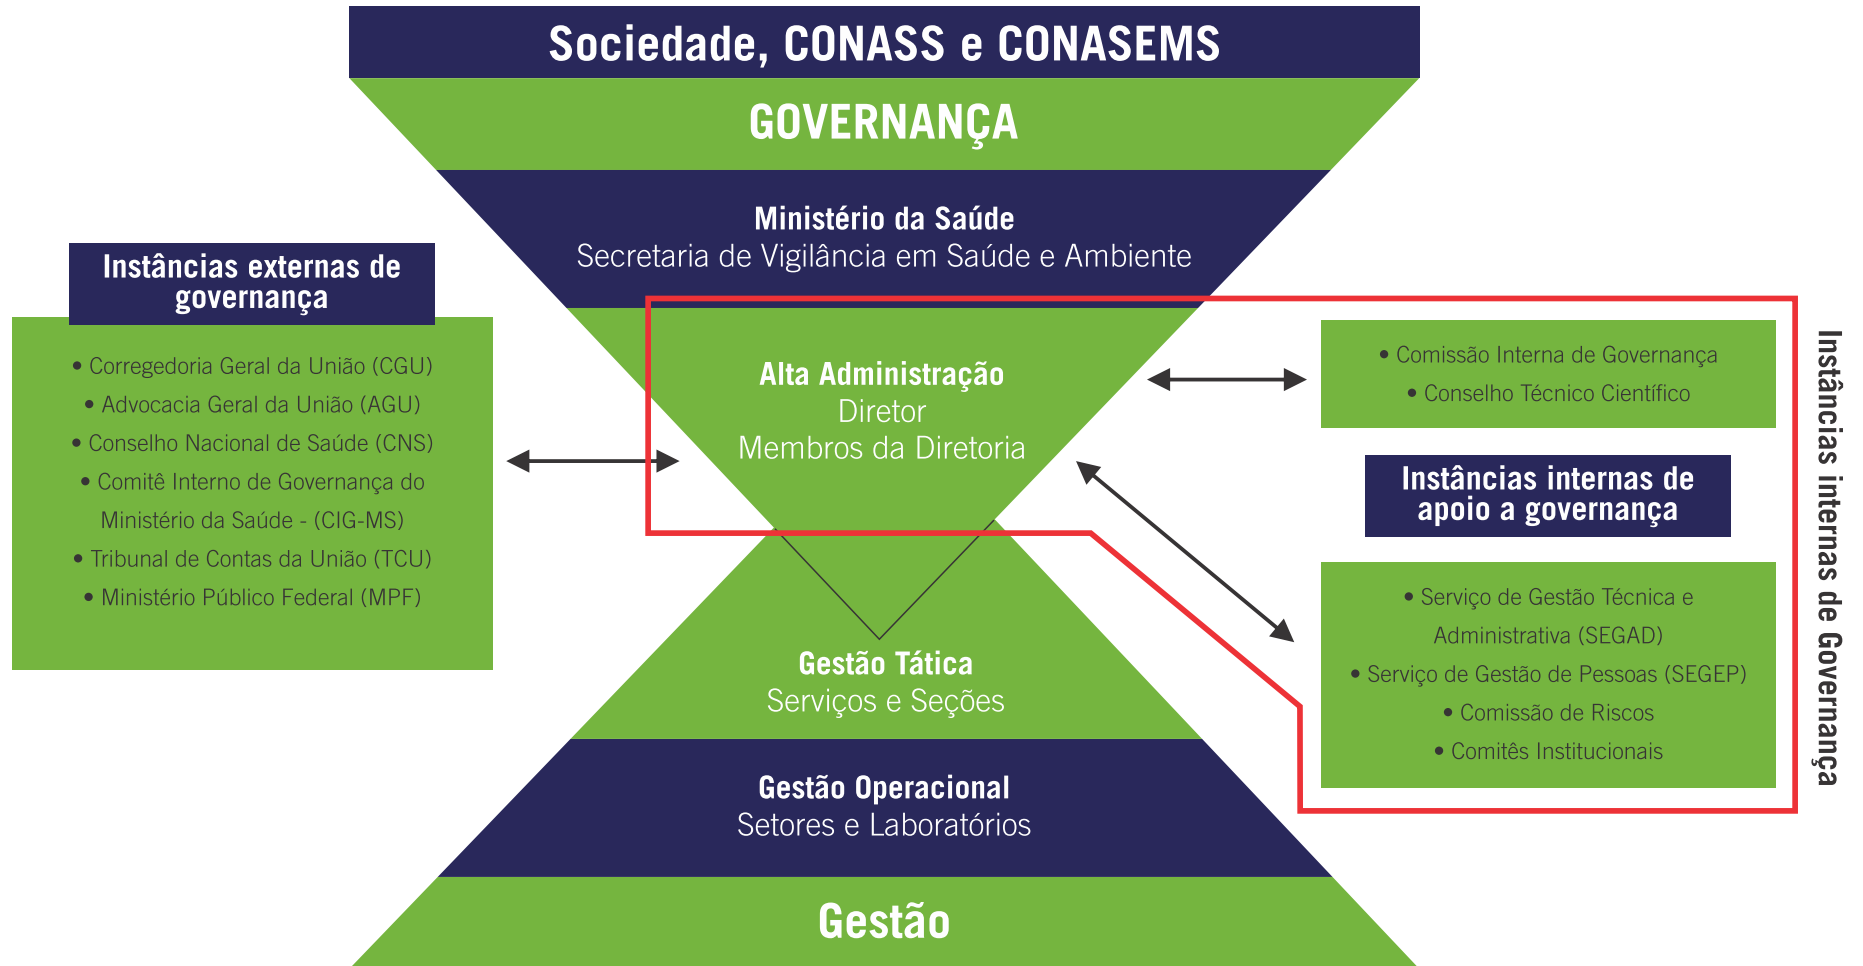 Sociedade, CONASS e CONASEMS
GOVERNANÇA
Ministério da Saúde
Secretaria de Vigilância em Saúde e Ambiente
Instâncias externas de
governança
• Corregedoria Geral da União (CGU)
• Advocacia Geral da União (AGU)
• Conselho Nacional de Saúde (CNS)
• Comitê Interno de Governança do
Ministério da Saúde - (CIG-MS)
• Tribunal de Contas da União (TCU)
• Ministério Público Federal (MPF)
Alta Administração
Diretor
Membros da Diretoria
• Comissão Interna de Governança
• Conselho Técnico Científico
Instâncias internas de
apoio a governança
• Serviço de Gestão Técnica e
Administrativa (SEGAD)
• Serviço de Gestão de Pessoas (SEGEP)
• Comissão de Riscos
• Comitês Institucionais
Instâncias internas de Governança
Gestão Tática
Serviços e Seções
Gestão Operacional
Setores e Laboratórios
Gestão